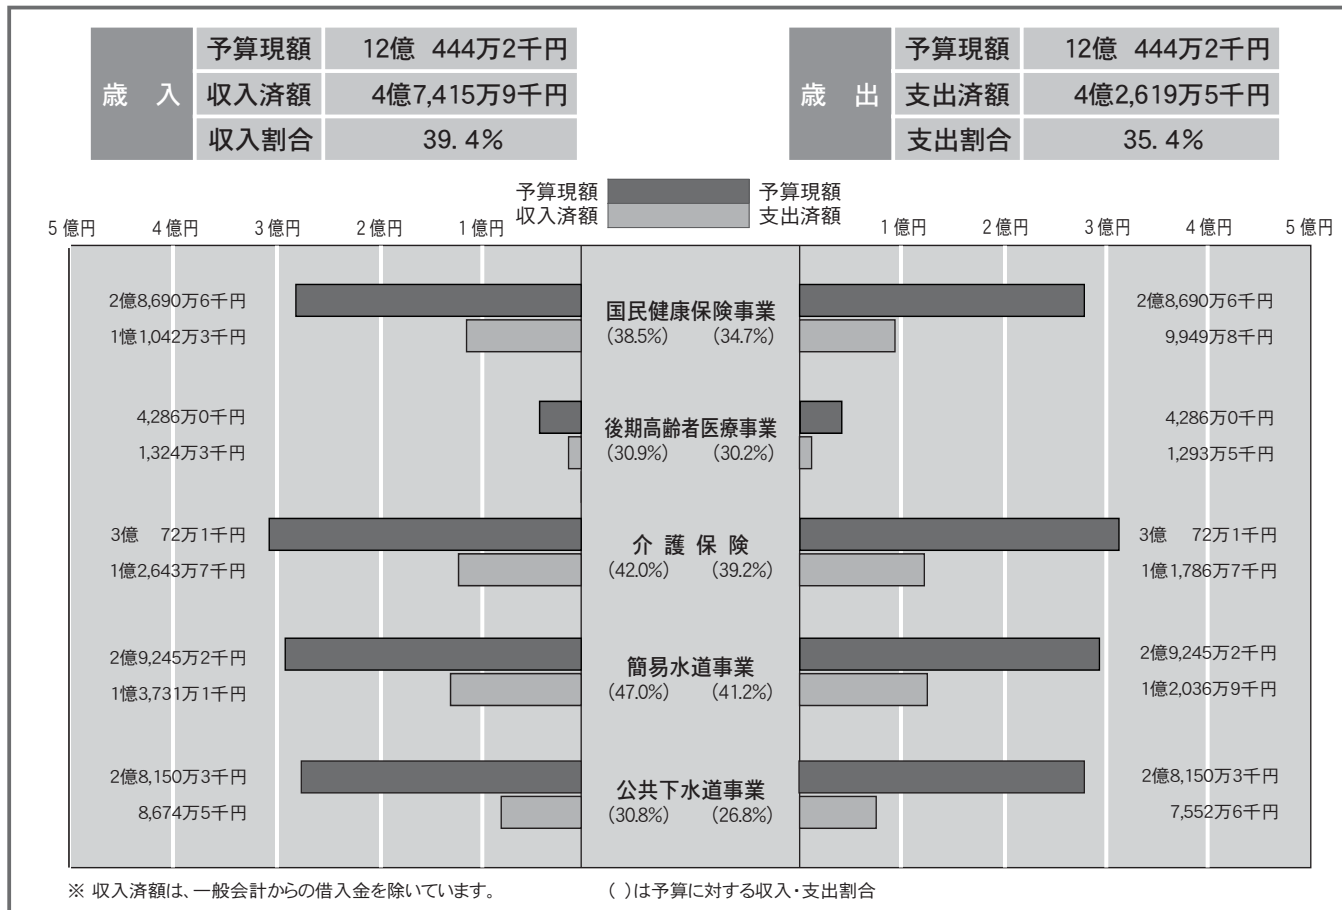 歳 入
予算現額 12億 444万2千円
収入済額 4億7,415万9千円
収入割合 39.4%
歳 出
予算現額 12億 444万2千円
支出済額 4億2,619万5千円
支出割合 35.4%
予算現額 予算現額
収入済額 支出済額
5億円 4億円 3億円 2億円 1億円 1億円 2億円 3億円 4億円 5億円
2億8,690万6千円 国民健康保険事業 2億8,690万6千円
1億1,042万3千円 (38.5%) (34.7%) 9,949万8千円
4,286万0千円 後期高齢者医療事業 4,286万0千円
1,324万3千円 (30.9%) (30.2%) 1,293万5千円
3億 72万1千円 介護保険 3億 72万1千円
1億2,643万7千円 (42.0%) (39.2%) 1億1,786万7千円
2億9,245万2千円 簡易水道事業 2億9,245万2千円
1億3,731万1千円 (47.0%) (41.2%) 1億2,036万9千円
2億8,150万3千円 公共下水道事業 2億8,150万3千円
8,674万5千円 (30.8%) (26.8%) 7,552万6千円
※ 収入済額は、一般会計からの借入金を除いています。 ( )は予算に対する収入・支出割合